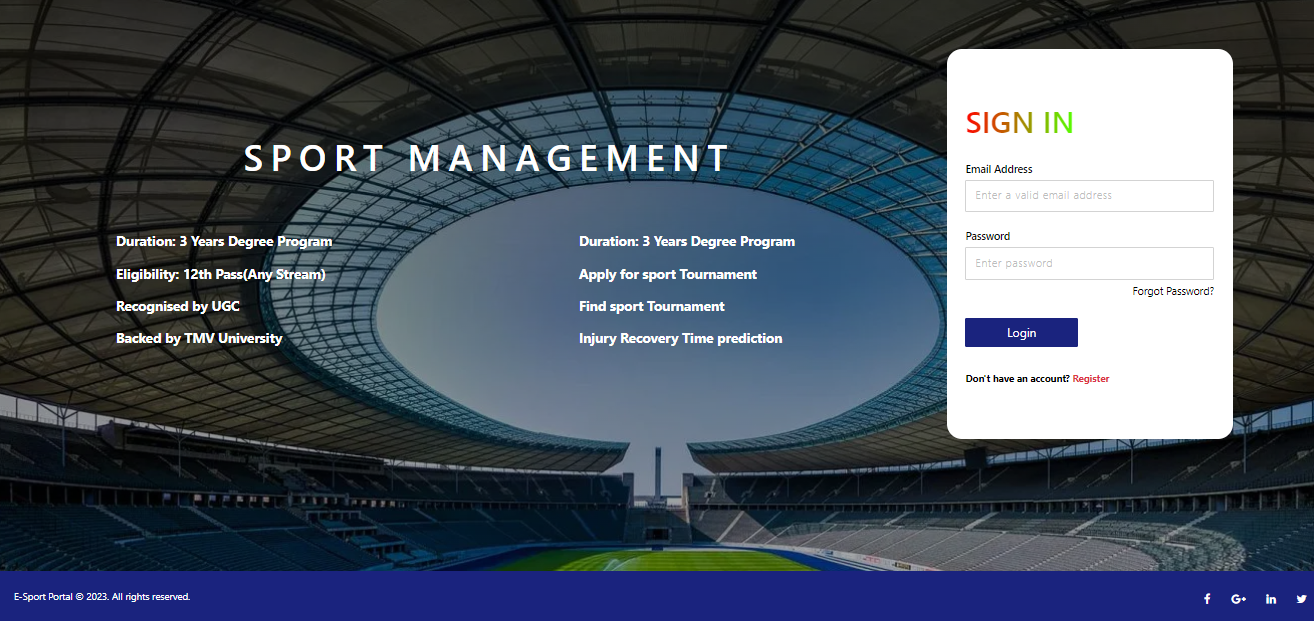 SPORT MANAGEMENT
Duration: 3 Years Degree Program
Eligibility: 12th Pass(Any Stream)
Recognised by UGC
Backed by TMV University
Duration: 3 Years Degree Program
Apply for sport Tournament
Find sport Tournament
Injury Recovery Time prediction
SIGN IN
Email Address
Enter a valid email address
Password
Enter password
Forgot Password?
Login
Don't have an account? Register
E-Sport Portal © 2023. All rights reserved.